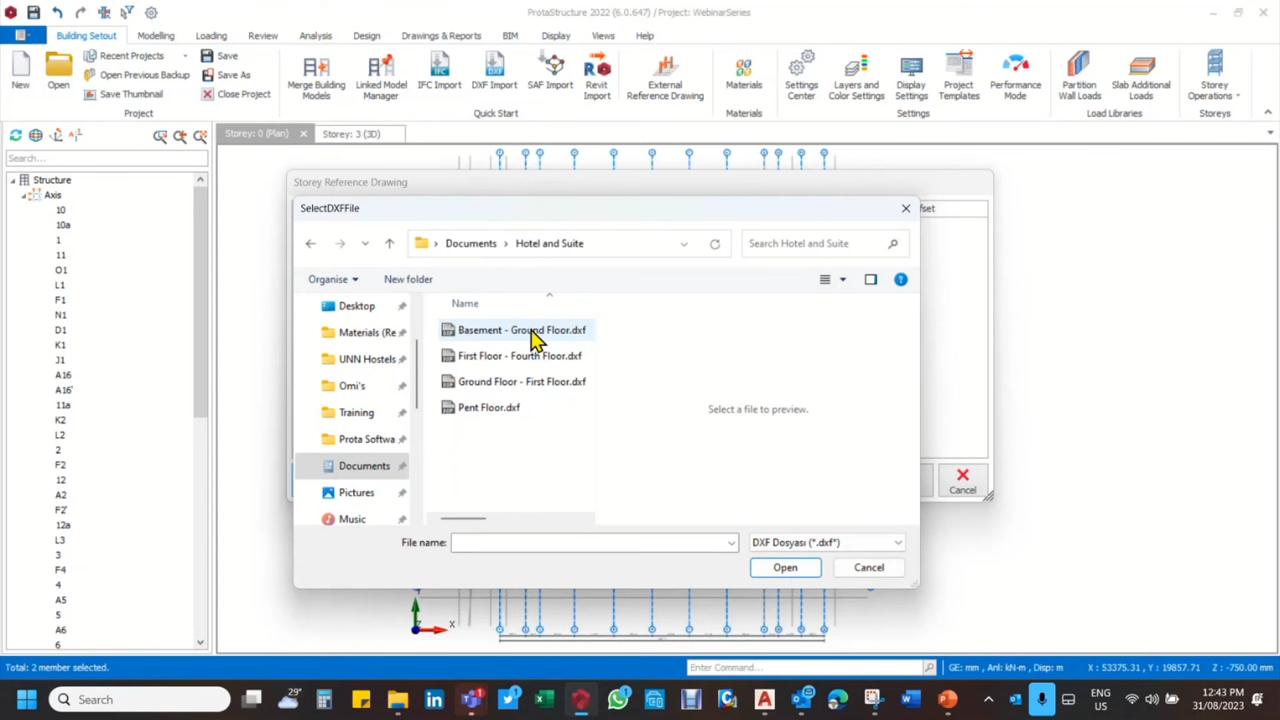 ProtaStructure 2022 (6.0.647) / Project: WebinarSeries
Building Setout Modelling Loading Review Analysis Design Drawings & Reports BIM Display Views Help
New
Open
Recent Projects
Open Previous Backup
Save Thumbnail
Save
Save As
Close Project
Project
Merge Building
Models
Linked Model
Manager
IFC Import
DXF Import
SAF Import
Revit
Import
External
Reference Drawing
Quick Start
Materials
Materials
Settings
Center
Layers and
Color Settings
Display
Settings
Project
Templates
Performance
Mode
Settings
Partition
Wall Loads
Slab Additional
Loads
Load Libraries
Storey
Operations
Storeys
Storey: 0 (Plan)
Storey: 3 (3D)
Search...
Structure
Axis
10
10a
1
11
O1
L1
F1
N1
D1
K1
J1
A16
A16'
11a
K2
L2
2
F2
12
A2
F2'
12a
L3
3
F4
4
A5
5
A6
6
Storey Reference Drawing
fset
SelectDXFFile
Documents > Hotel and Suite
Search Hotel and Suite
Organise
New folder
Desktop
Materials (Re
UNN Hostels
Omi's
Training
Prota Softwa
Documents
Pictures
Music
Name
Basement - Ground Floor.dxf
First Floor - Fourth Floor.dxf
Ground Floor - First Floor.dxf
Pent Floor.dxf
Select a file to preview.
File name:
DXF Dosyası (*.dxf*)
Open
Cancel
Cancel
X
Total: 2 member selected.
Enter Command...
GE: mm, Anl: kN-m, Disp: m
X : 53375.31, Y : 19857.71
Z : -750.00 mm
Search
29°
ENG
US
12:43 PM
31/08/2023